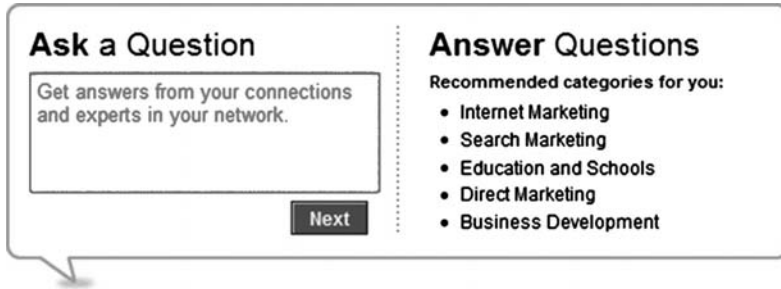 Ask a Question
Get answers from your connections
and experts in your network.
Next
Answer Questions
Recommended categories for you:
• Internet Marketing
• Search Marketing
• Education and Schools
• Direct Marketing
• Business Development